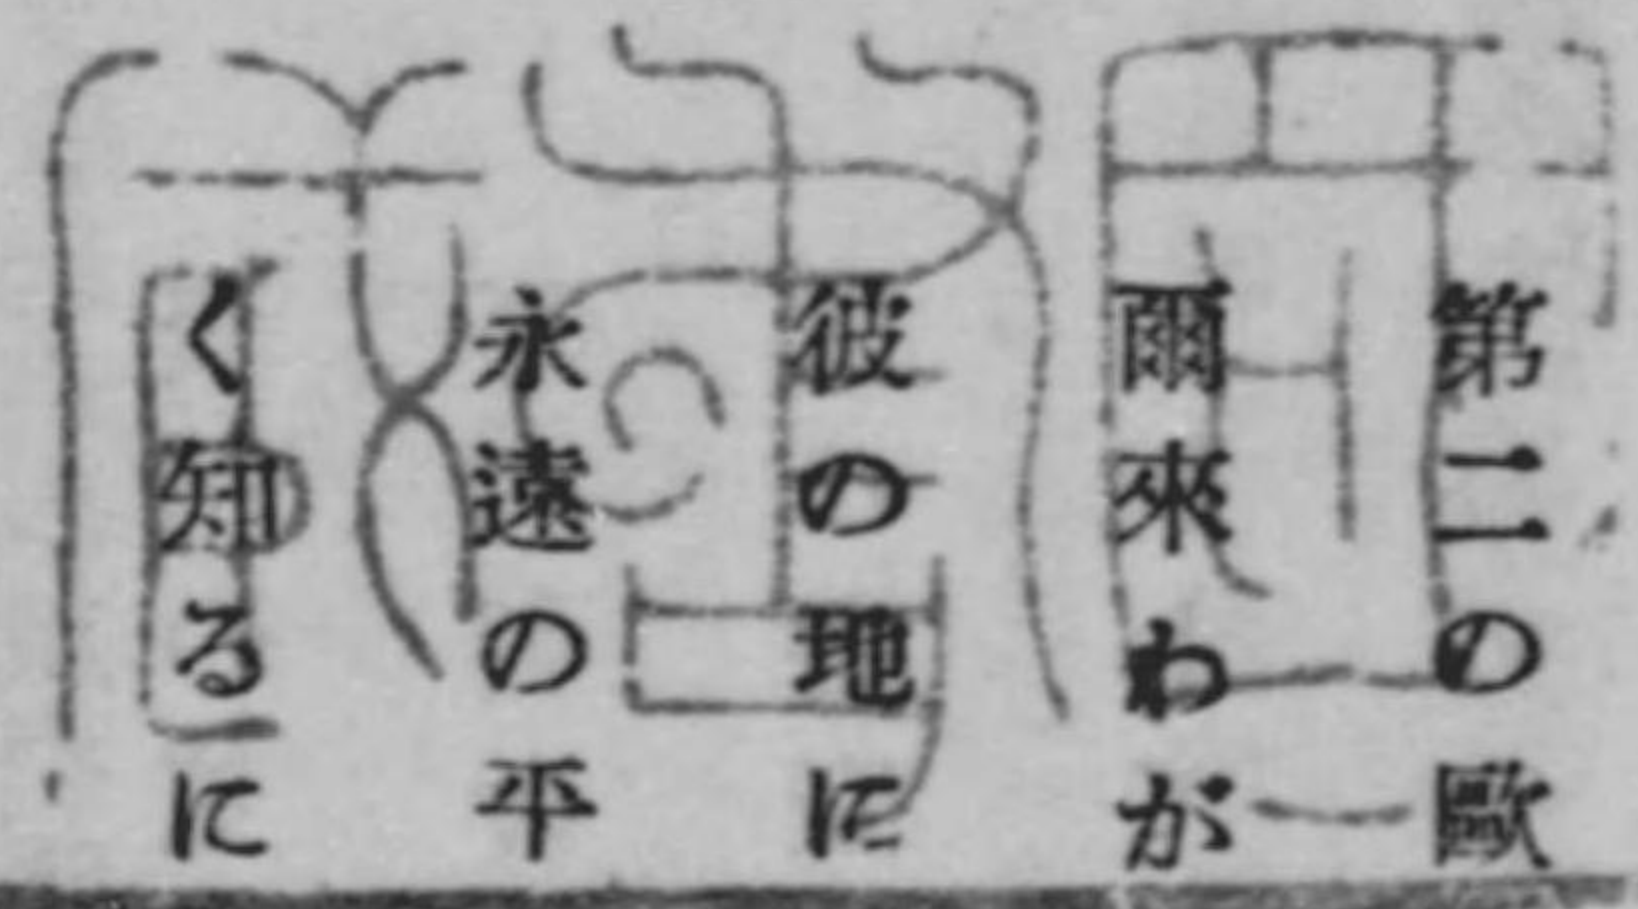 第二の歐
爾來わが
彼の地に
永遠の平
く知るに